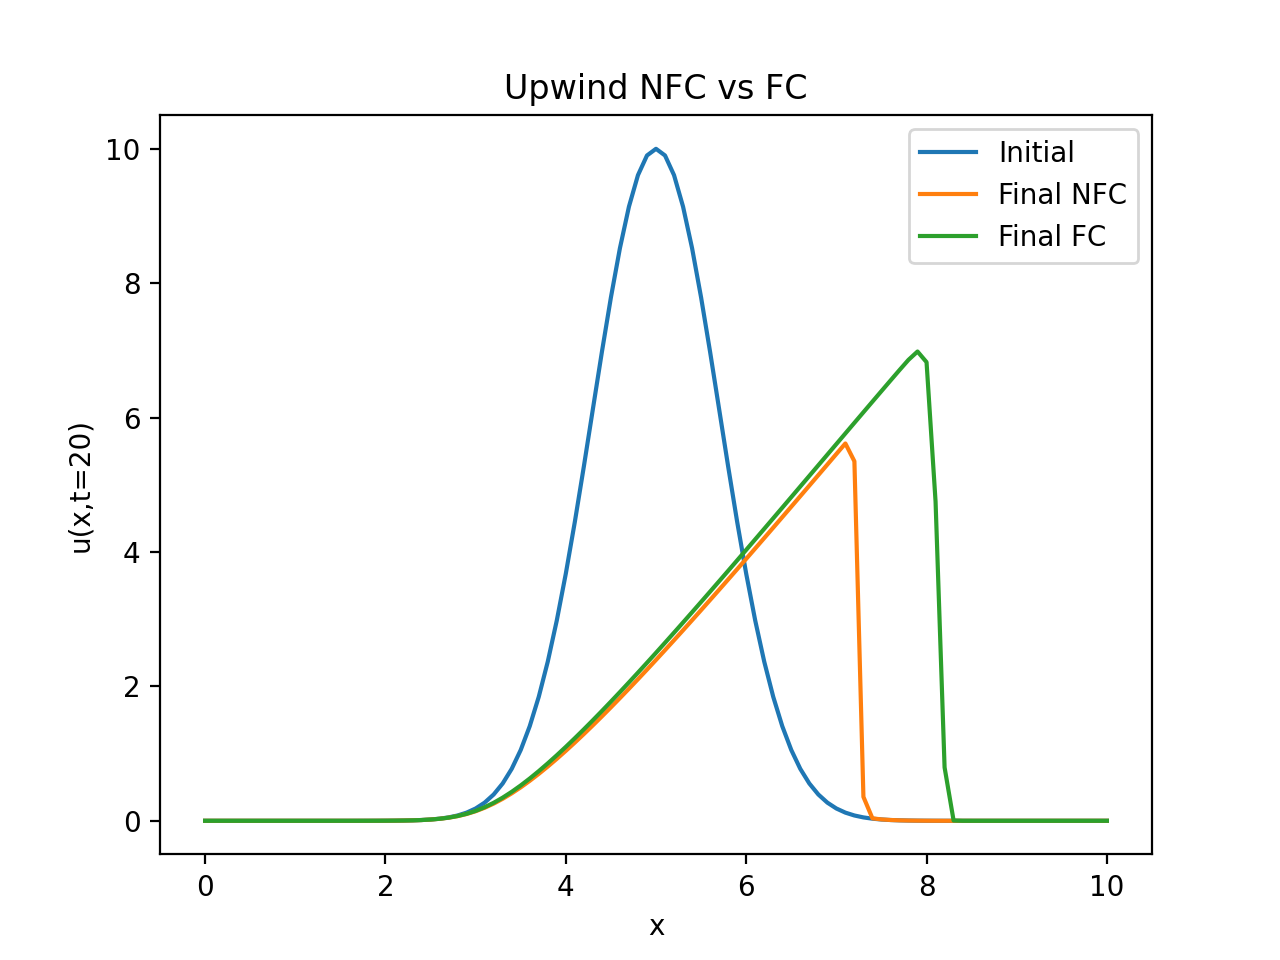 Upwind NFC vs FC
Initial
Final NFC
Final FC
10
8
6
4
2
0
u(x,t=20)
0 2 4 6 8 10
x